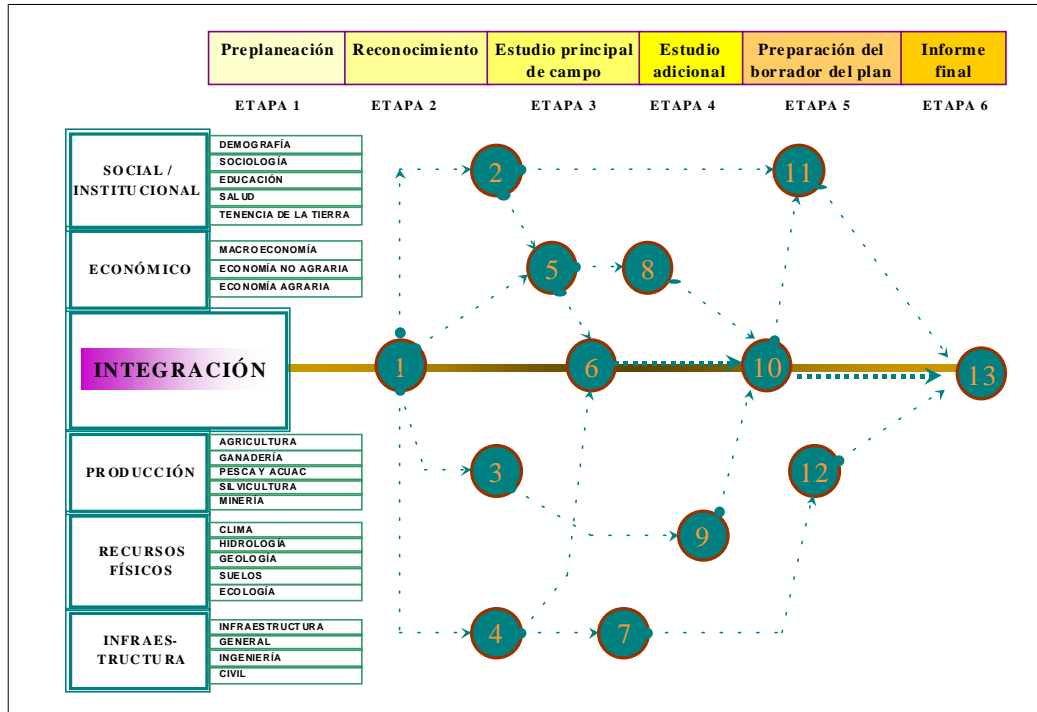 Preplaneación
Reconocimiento
Estudio principal
de campo
Estudio
adicional
Preparación del
borrador del plan
Informe
final
ETAPA 1
ETAPA 2
ETAPA 3
ETAPA 4
ETAPA 5
ETAPA 6
SOCIAL /
INSTITUCIONAL
DEMOGRAFÍA
SOCIOLOGÍA
EDUCACIÓN
SALUD
TENENCIA DE LA TIERRA
2
11
ECONÓMICO
MACROECONOMÍA
ECONOMÍA NO AGRARIA
ECONOMÍA AGRARIA
5
8
INTEGRACIÓN
1
6
10
13
PRODUCCIÓN
AGRICULTURA
GANADERÍA
PESCA Y ACUAC
SILVICULTURA
MINERÍA
3
12
RECURSOS
FÍSICOS
CLIMA
HIDROLOGÍA
GEOLOGÍA
SUELOS
ECOLOGÍA
9
INFRAES-
TRUCTURA
INFRAESTRUCTURA
GENERAL
INGENIERÍA
CIVIL
4
7